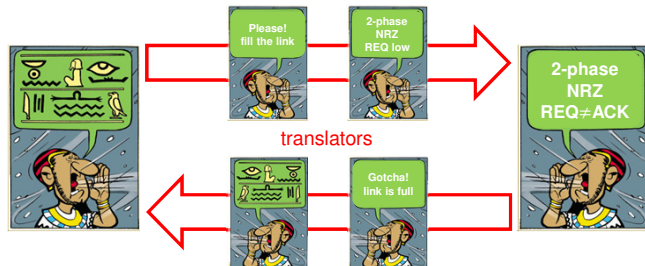 Please!
fill the link
2-phase
NRZ
REQ low
2-phase
NRZ
REQ≠ACK
translators
Gotcha!
link is full